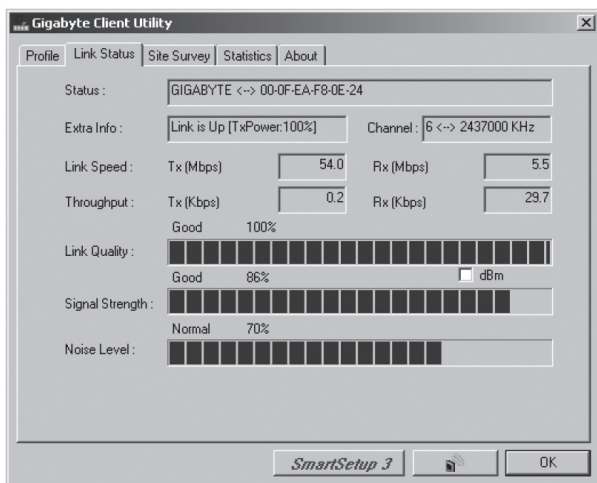 Gigabyte Client Utility
Profile Link Status Site Survey Statistics About
Status : GIGABYTE <--> 00-0F-EA-F8-0E-24
Extra Info : Link is Up [TxPower:100%] Channel : 6 <--> 2437000 KHz
Link Speed : Tx (Mbps) 54.0 Rx (Mbps) 5.5
Throughput : Tx (Kbps) 0.2 Rx (Kbps) 29.7
Good 100%
Link Quality :
Good 86% dBm
Signal Strength :
Normal 70%
Noise Level :
SmartSetup 3 OK